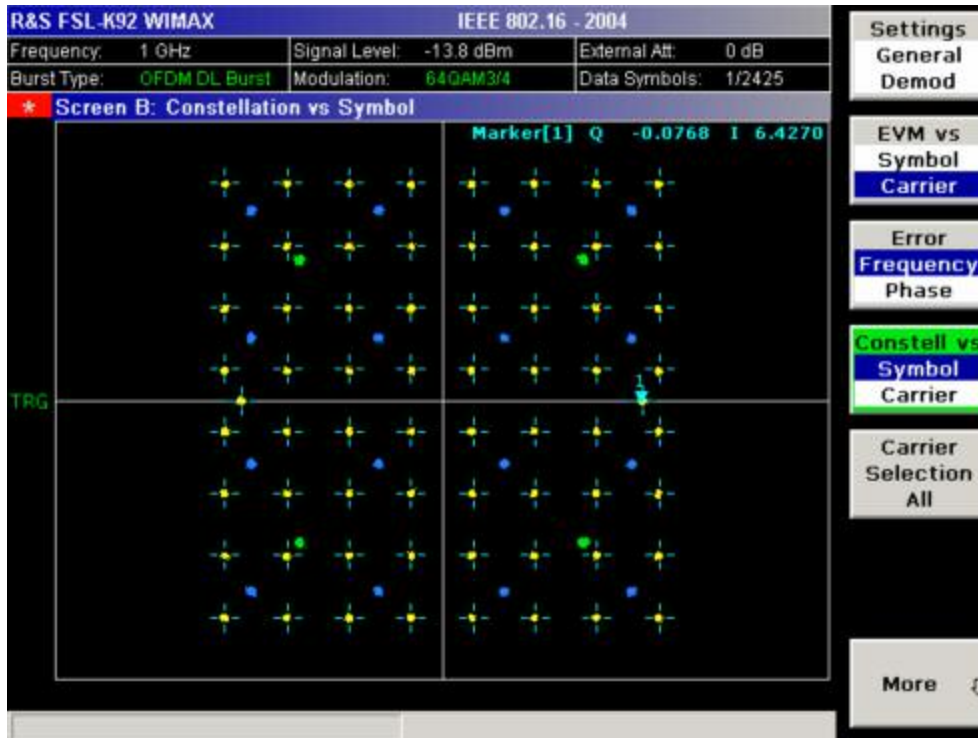 R&S FSL-K92 WIMAX IEEE 802.16 - 2004
Frequency: 1 GHz Signal Level: -13.8 dBm External Att: 0 dB
Burst Type: OFDM DL Burst Modulation: 64QAM3/4 Data Symbols: 1/2425
* Screen B: Constellation vs Symbol
Marker[1] Q -0.0768 I 6.4270
1
TRG
Settings
General
Demod
EVM vs
Symbol
Carrier
Error
Frequency
Phase
Constell vs
Symbol
Carrier
Carrier
Selection
All
More